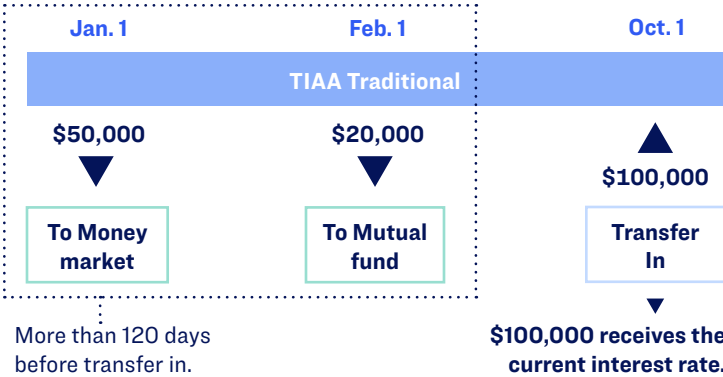 Jan. 1
Feb. 1
Oct. 1
TIAA Traditional
$50,000
$20,000
$100,000
To Money
market
To Mutual
fund
Transfer
In
More than 120 days
before transfer in.
$100,000 receives the
current interest rate.